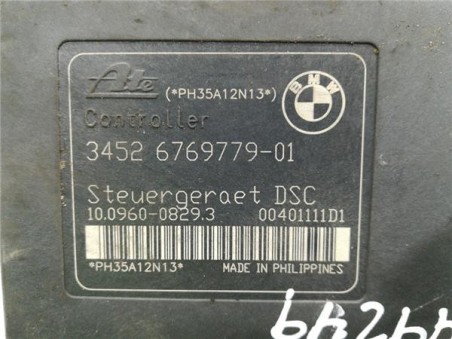 Ate
(*PH35A12N13*)
BMW
Controller
3452 6769779-01
Steuergeraet DSC
10.0960-0829.3 00401111D1
*PH35A12N13* MADE IN PHILIPPINES